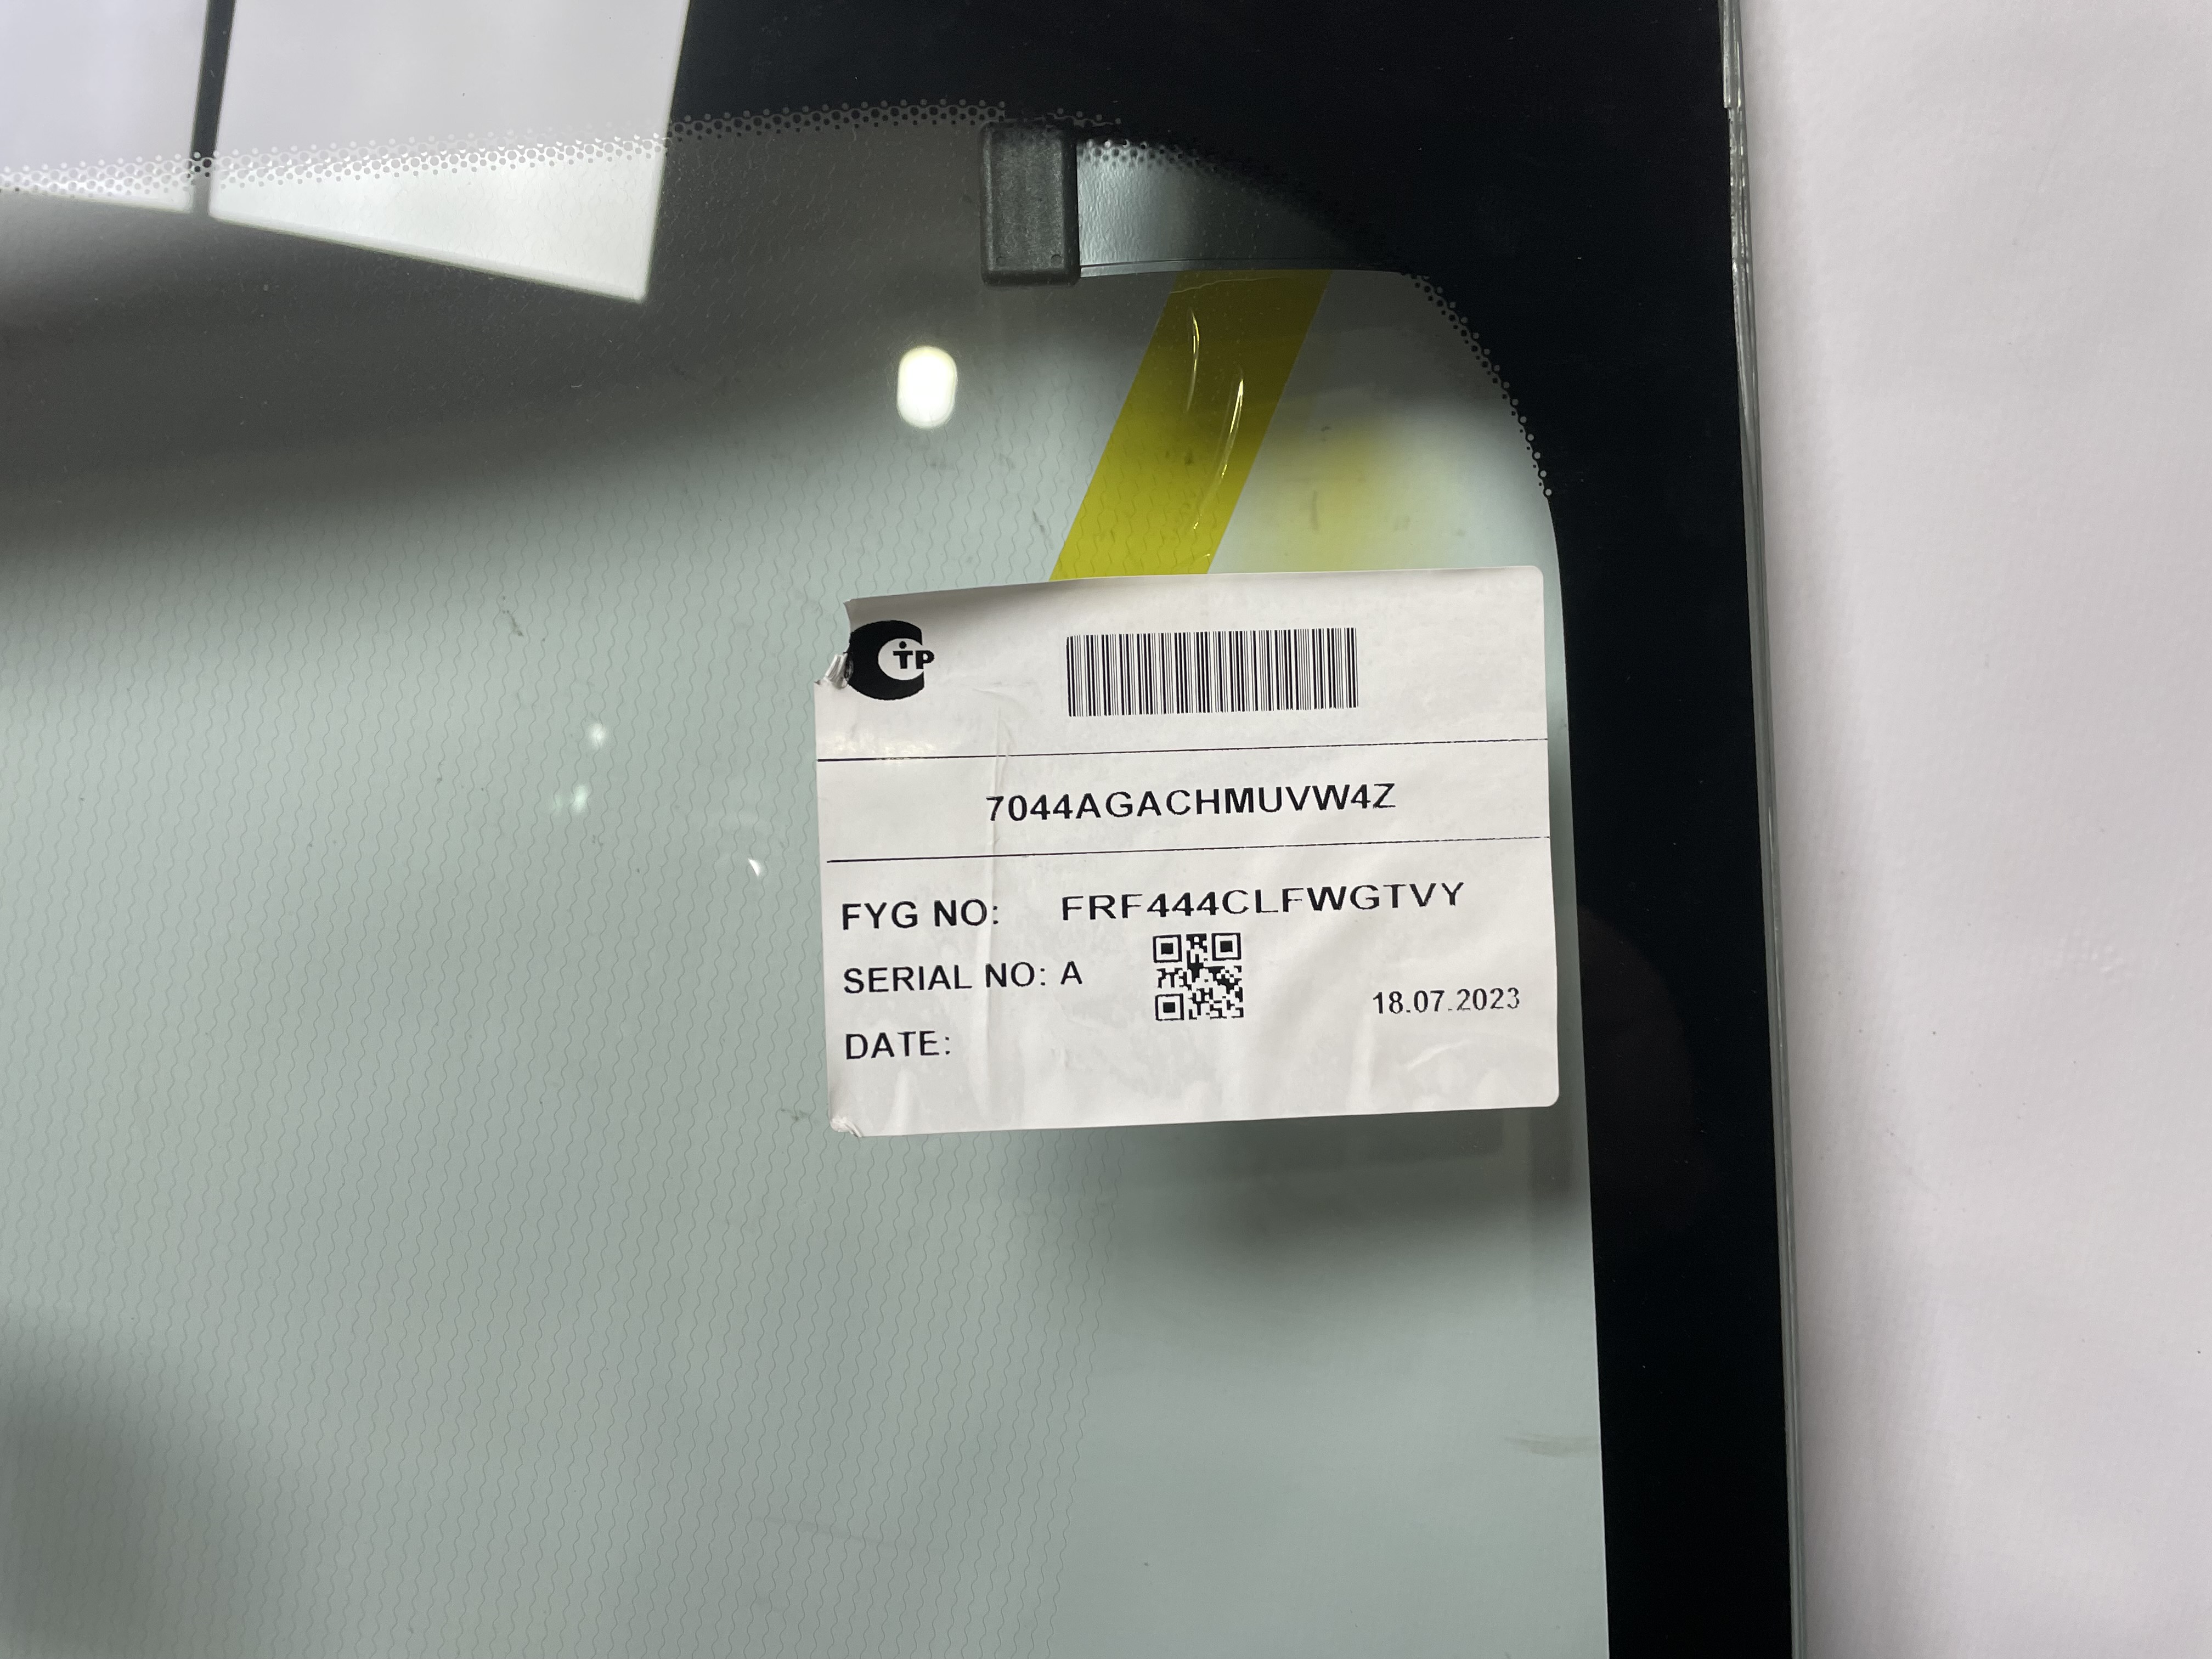 TP
7044AGACHMUVW4Z
FYG NO: FRF444CLFWGTVY
SERIAL NO: A
18.07.2023
DATE: